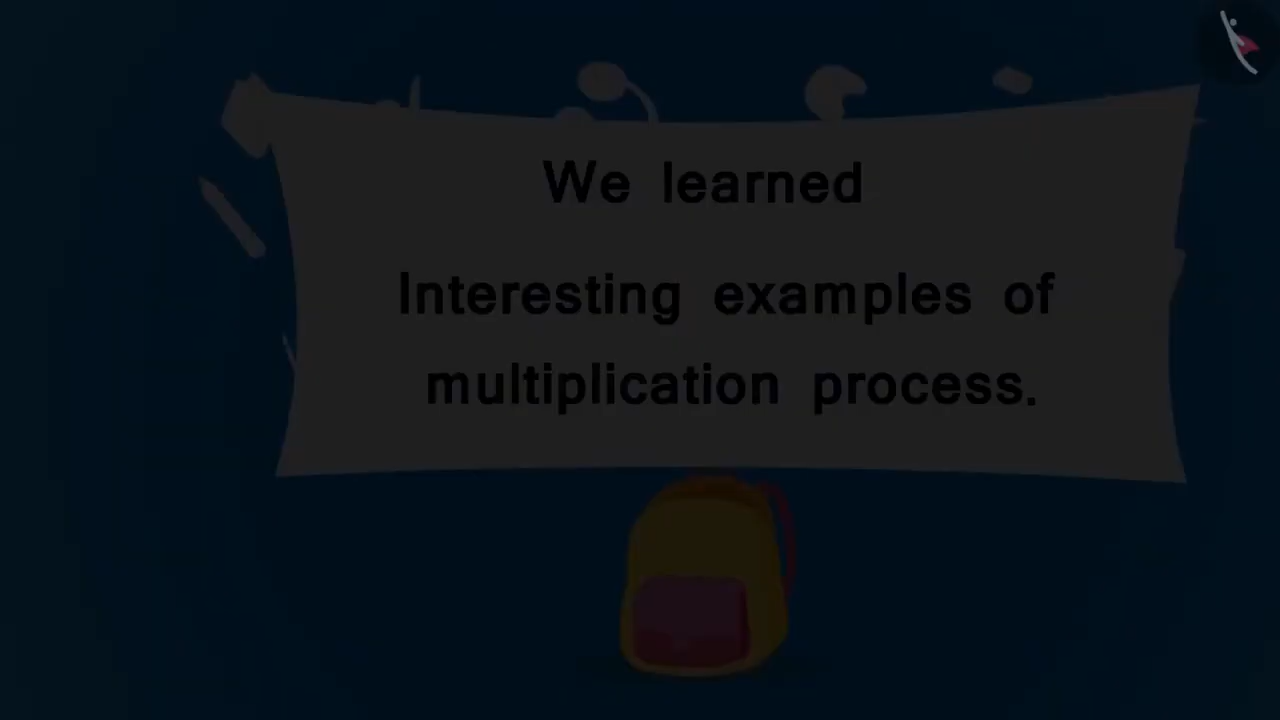 We learned
Interesting examples of
multiplication process.